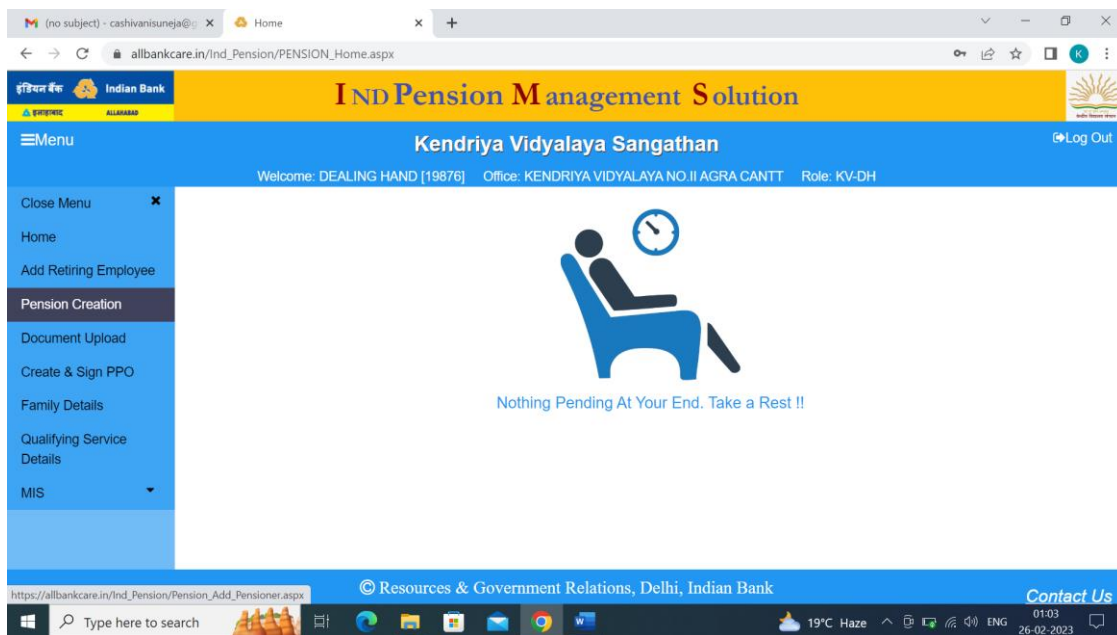 (no subject) - cashivanisuneja@g
Home
allbankcare.in/Ind_Pension/PENSION_Home.aspx
K
इंडियन बैंक Indian Bank
इलाहाबाद ALLAHABAD
IND Pension Management Solution
Menu
Kendriya Vidyalaya Sangathan
Log Out
Welcome: DEALING HAND [19876] Office: KENDRIYA VIDYALAYA NO.II AGRA CANTT Role: KV-DH
Close Menu
Home
Add Retiring Employee
Pension Creation
Document Upload
Create & Sign PPO
Family Details
Qualifying Service
Details
MIS
Nothing Pending At Your End. Take a Rest !!
© Resources & Government Relations, Delhi, Indian Bank
Contact Us
https://allbankcare.in/Ind_Pension/Pension_Add_Pensioner.aspx
Type here to search
19°C Haze
ENG
01:03
26-02-2023